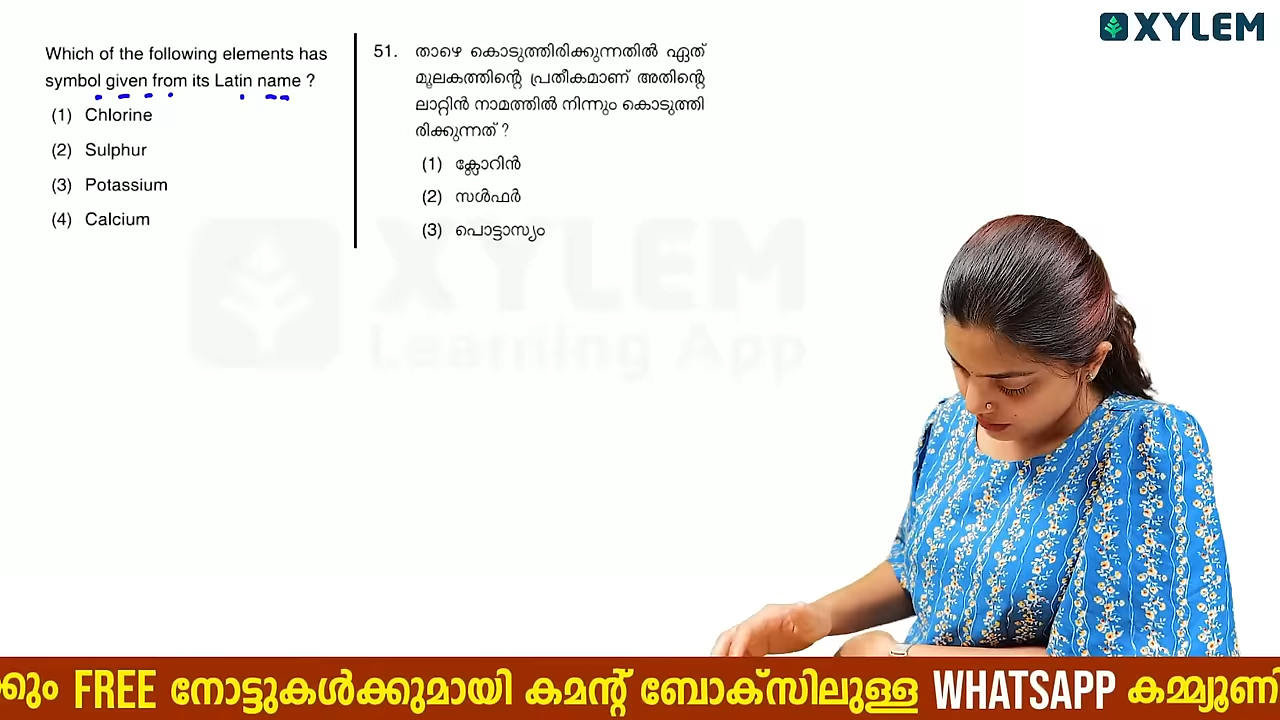 XYLEM
Which of the following elements has
symbol given from its Latin name ?
(1) Chlorine
(2) Sulphur
(3) Potassium
(4) Calcium
51. താഴെ കൊടുത്തിരിക്കുന്നതിൽ ഏത്
മൂലകത്തിന്റെ പ്രതീകമാണ് അതിന്റെ
ലാറ്റിൻ നാമത്തിൽ നിന്നും കൊടുത്തി
രിക്കുന്നത് ?
(1) ക്ലോറിൻ
(2) സൾഫർ
(3) പൊട്ടാസ്യം
XYLEM
Learning App
ക്കും FREE നോട്ടുകൾക്കുമായി കമന്റ് ബോക്സിലുള്ള WHATSAPP കമ്മ്യൂണി